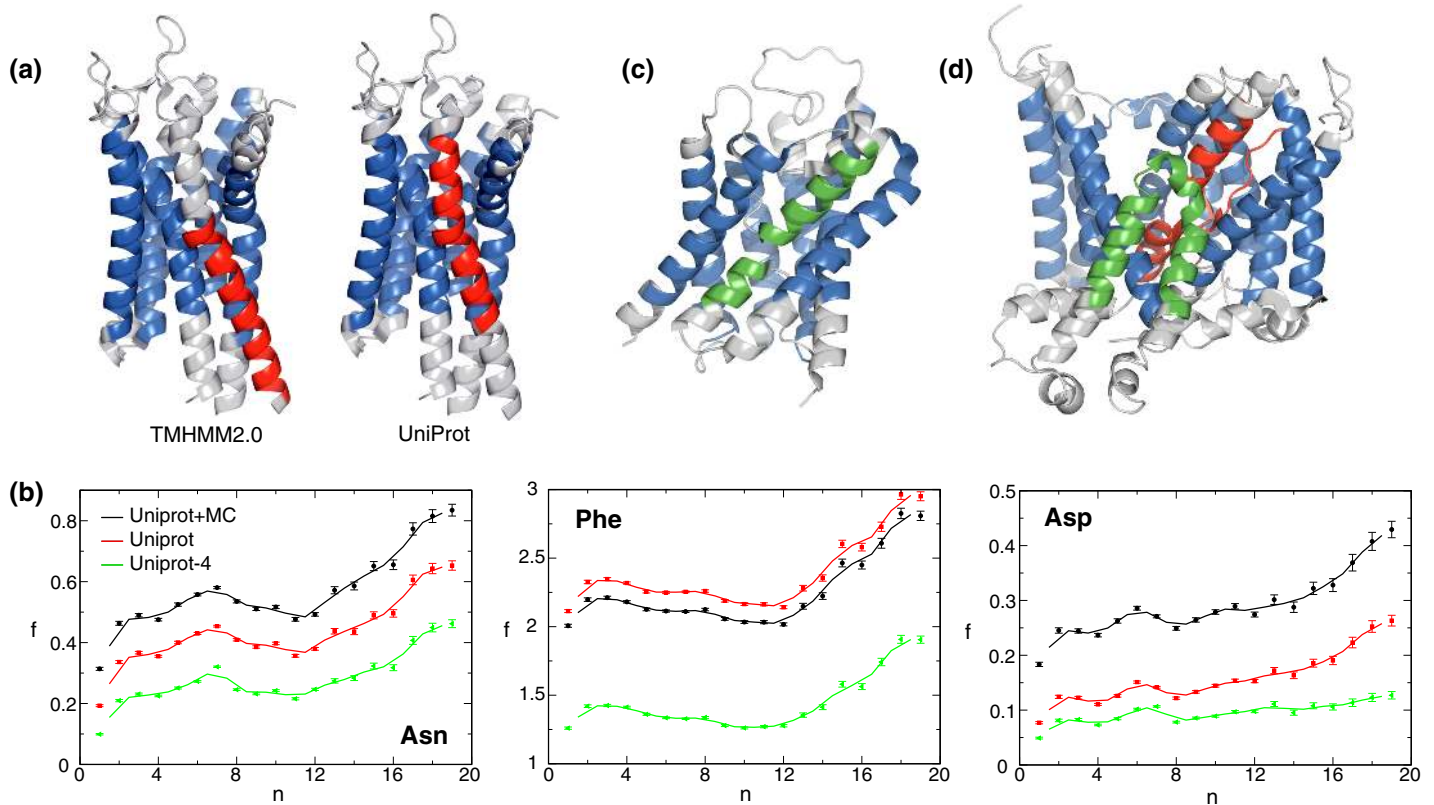 (a)
(c)
(d)
TMHMM2.0
UniProt
(b)
Uniprot+MC
Uniprot
Uniprot-4
Asn
f
0.8
0.6
0.4
0.2
0
0 4 8 12 16 20
n
Phe
f
3
2.5
2
1.5
1
0 4 8 12 16 20
n
Asp
f
0.5
0.4
0.3
0.2
0.1
0
0 4 8 12 16 20
n